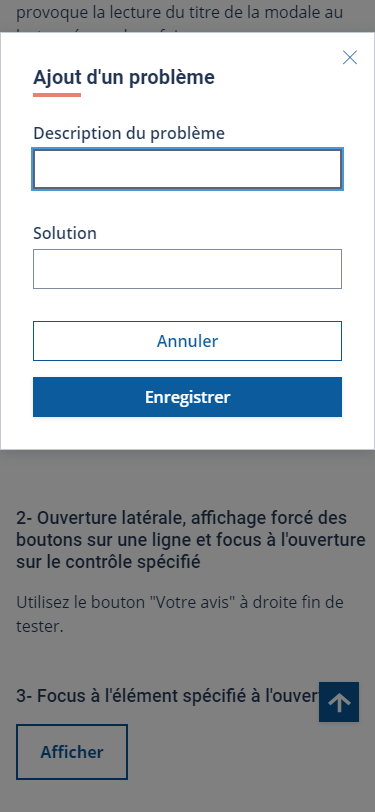 provoque la lecture du titre de la modale au
Ajout d'un problème
Description du problème
Solution
Annuler
Enregistrer
2- Ouverture latérale, affichage forcé des
boutons sur une ligne et focus à l'ouverture
sur le contrôle spécifié
Utilisez le bouton "Votre avis" à droite fin de
tester.
3- Focus à l'élément spécifié à l'ouver
Afficher